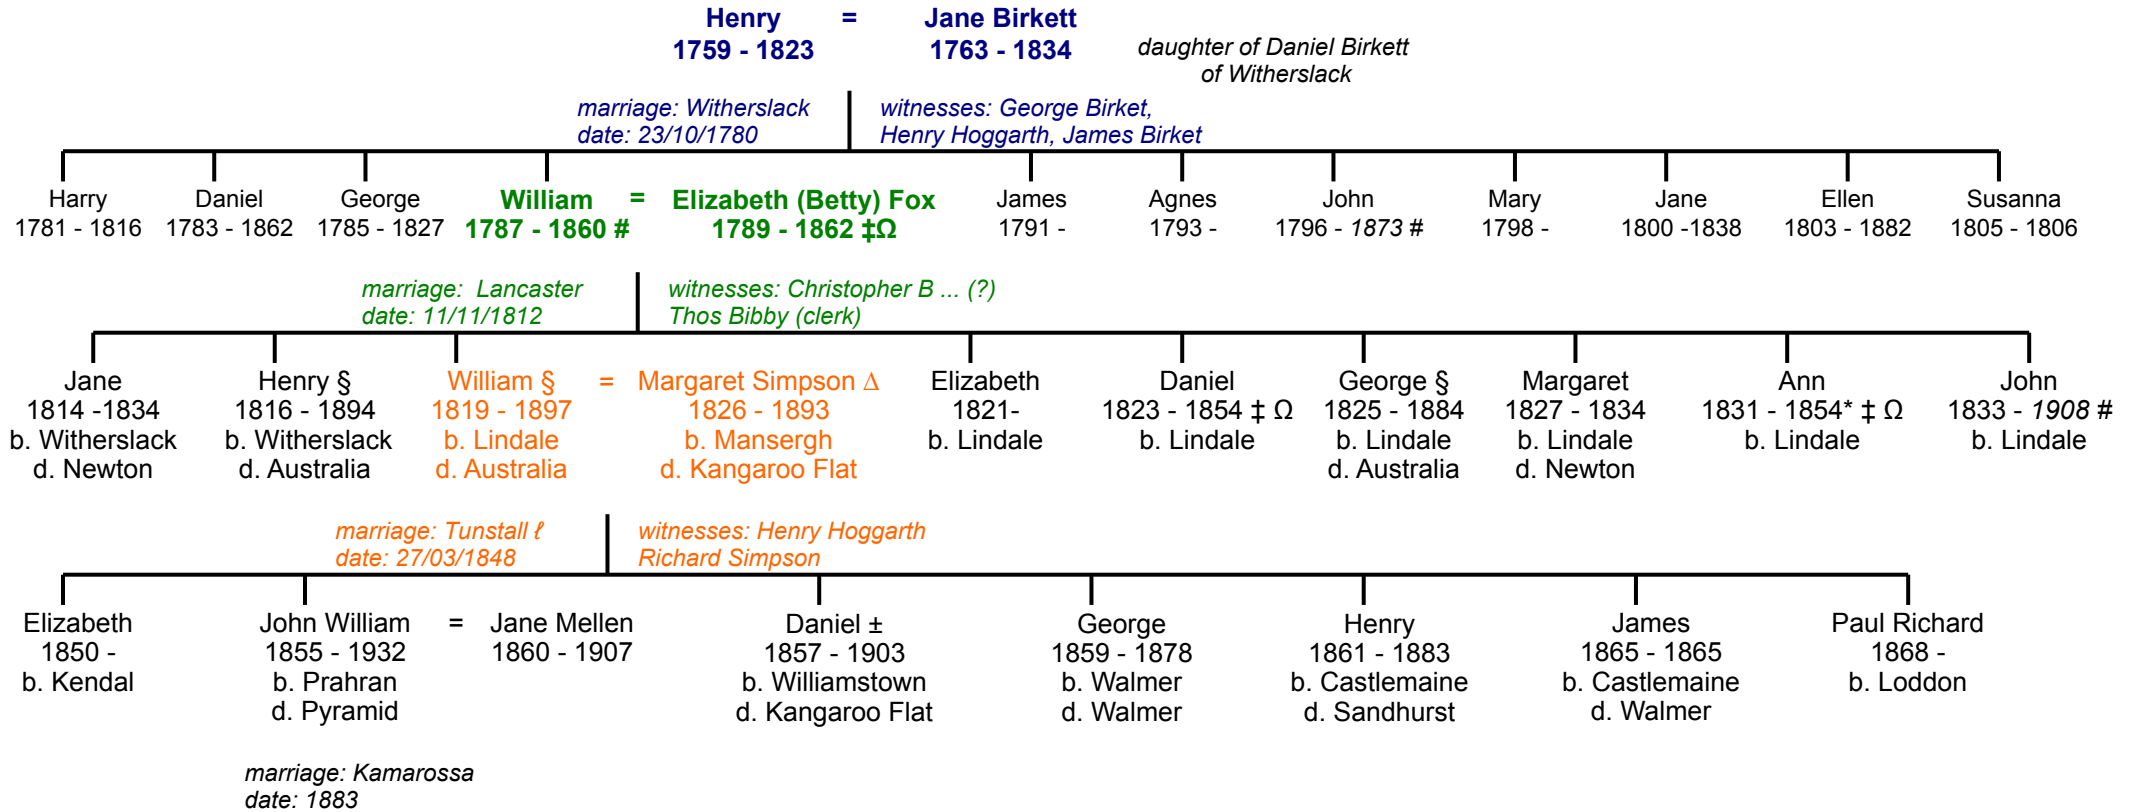 Henry = Jane Birkett
1759 - 1823 1763 - 1834 daughter of Daniel Birkett
of Witherslack
marriage: Witherslack witnesses: George Birket,
date: 23/10/1780 Henry Hoggarth, James Birket
Harry Daniel George William = Elizabeth (Betty) Fox James Agnes John Mary Jane Ellen Susanna
1781 - 1816 1783 - 1862 1785 - 1827 1787 - 1860 # 1789 - 1862 ‡Ω 1791 - 1793 - 1796 - 1873 # 1798 - 1800 -1838 1803 - 1882 1805 - 1806
marriage: Lancaster witnesses: Christopher B ... (?)
date: 11/11/1812 Thos Bibby (clerk)
Jane Henry § William § = Margaret Simpson Δ Elizabeth Daniel George § Margaret Ann John
1814 -1834 1816 - 1894 1819 - 1897 1826 - 1893 1821- 1823 - 1854 ‡ Ω 1825 - 1884 1827 - 1834 1831 - 1854* ‡ Ω 1833 - 1908 #
b. Witherslack b. Witherslack b. Lindale b. Mansergh b. Lindale b. Lindale b. Lindale b. Lindale b. Lindale b. Lindale
d. Newton d. Australia d. Australia d. Kangaroo Flat d. Australia d. Newton
marriage: Tunstall ℓ witnesses: Henry Hoggarth
date: 27/03/1848 Richard Simpson
Elizabeth John William = Jane Mellen Daniel ± George Henry James Paul Richard
1850 - 1855 - 1932 1860 - 1907 1857 - 1903 1859 - 1878 1861 - 1883 1865 - 1865 1868 -
b. Kendal b. Prahran b. Williamstown b. Walmer b. Castlemaine b. Castlemaine b. Loddon
d. Pyramid d. Kangaroo Flat d. Walmer d. Sandhurst d. Walmer
marriage: Kamarossa
date: 1883